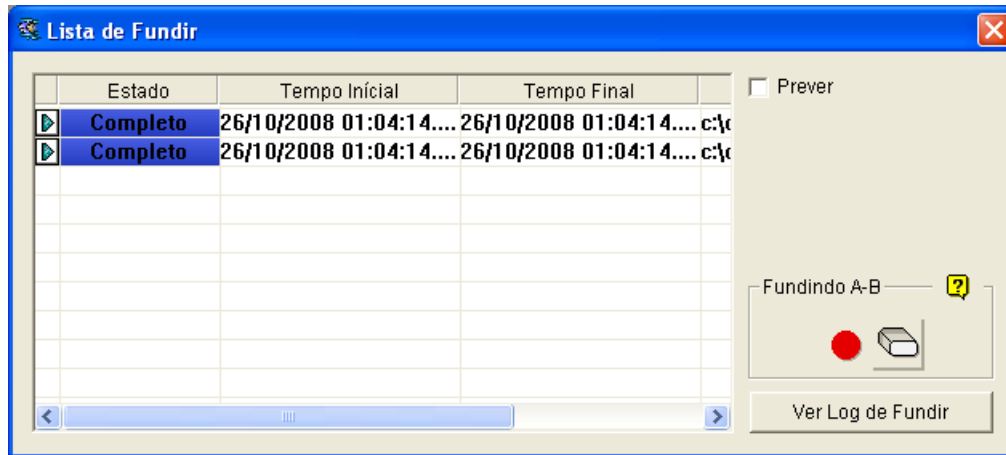 Lista de Fundir
Estado Tempo Inícial Tempo Final
Completo 26/10/2008 01:04:14.... 26/10/2008 01:04:14.... c:\
Completo 26/10/2008 01:04:14.... 26/10/2008 01:04:14.... c:\
Prever
Fundindo A-B
?
Ver Log de Fundir